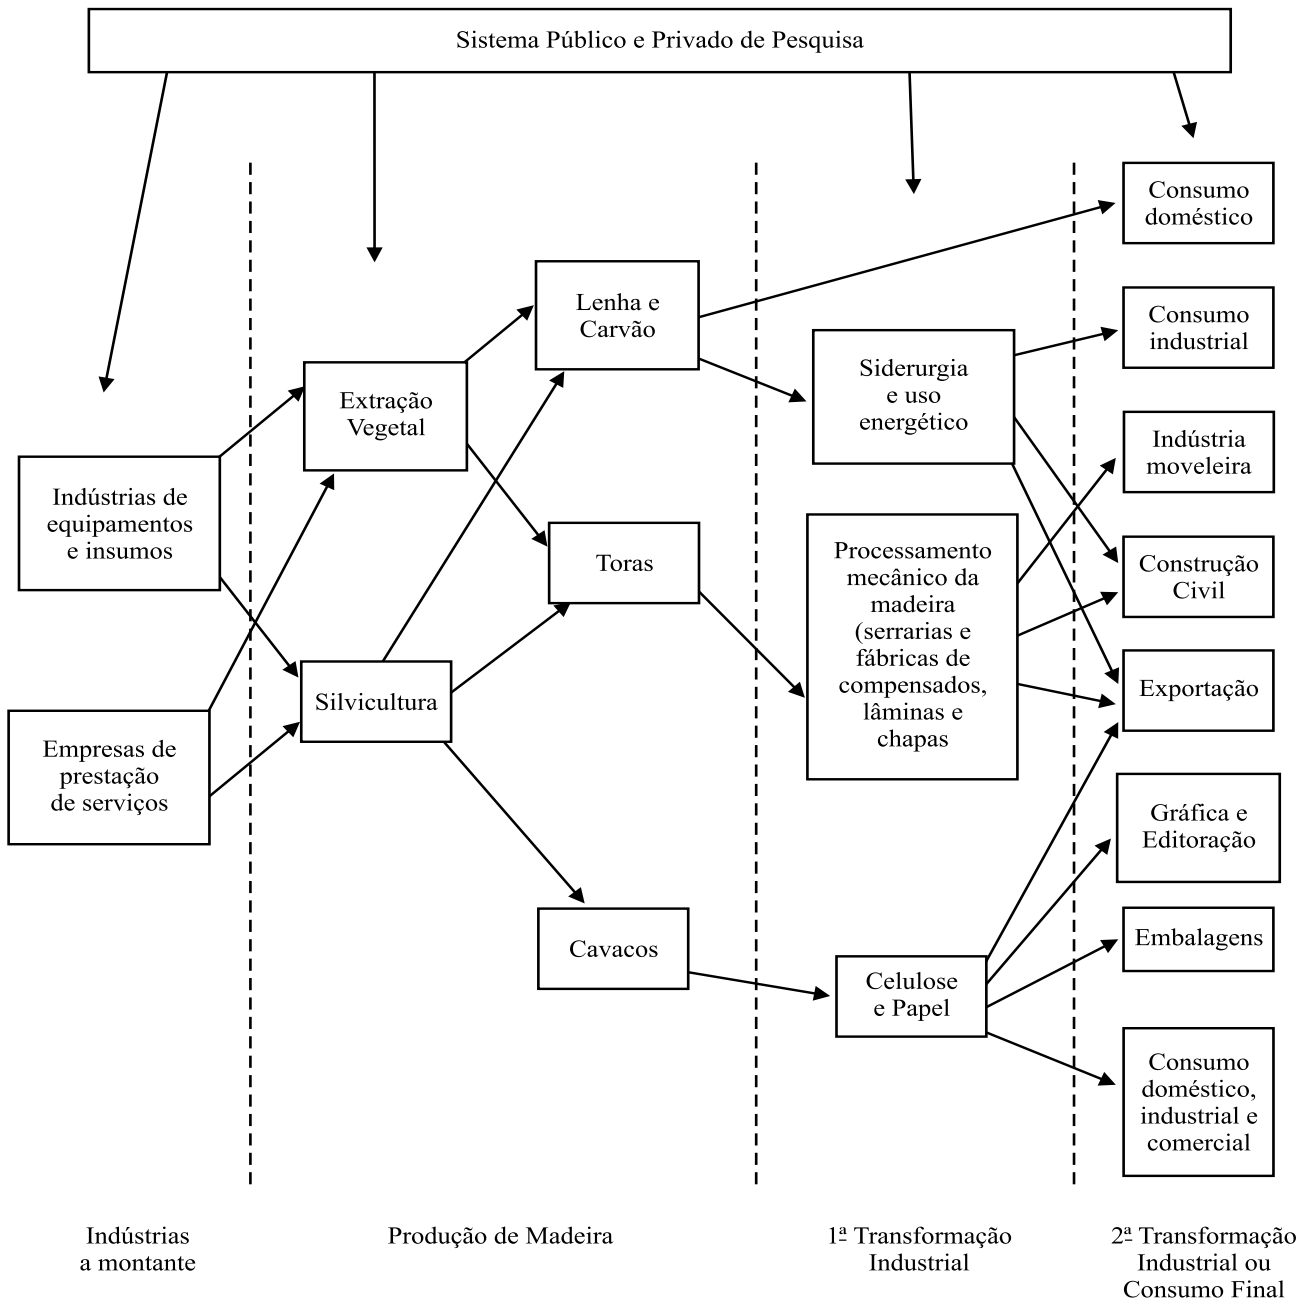 Sistema Público e Privado de Pesquisa
Indústrias de
equipamentos
e insumos
Empresas de
prestação
de serviços
Extração
Vegetal
Silvicultura
Lenha e
Carvão
Toras
Cavacos
Siderurgia
e uso
energético
Processamento
mecânico da
madeira
(serrarias e
fábricas de
compensados,
lâminas e
chapas
Celulose
e Papel
Consumo
doméstico
Consumo
industrial
Indústria
moveleira
Construção
Civil
Exportação
Gráfica e
Editoração
Embalagens
Consumo
doméstico,
industrial e
comercial
Indústrias
a montante
Produção de Madeira
1ª Transformação
Industrial
2ª Transformação
Industrial ou
Consumo Final